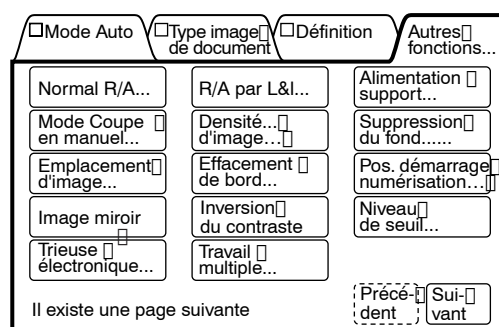 Mode Auto
Type image
de document
Définition
Autres
fonctions...
Normal R/A...
R/A par L&l...
Alimentation
support...
Mode Coupe
en manuel...
Densité...
d'image...
Suppression
du fond......
Emplacement
d'image...
Effacement
de bord...
Pos. démarrage
numérisation...
Image miroir
Inversion
du contraste
Niveau
de seuil...
Trieuse
électronique...
Travail
multiple...
Il existe une page suivante
Précé-
dent
Sui-
vant